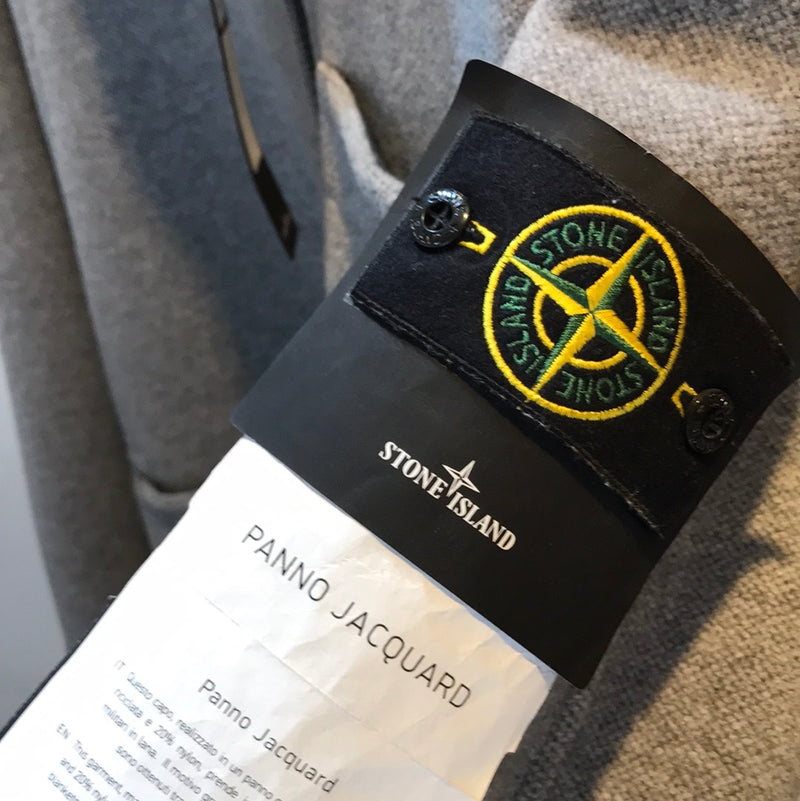 STONE ISLAND
STONE ISLAND
STONE ISLAND
PANNO JACQUARD
Panno Jacquard
IT Questo capo, realizzato in un panno
riciclata e 20% nylon, prende
militari in lana. Il motivo
sono ottenuti
EN This garment,
and 20%